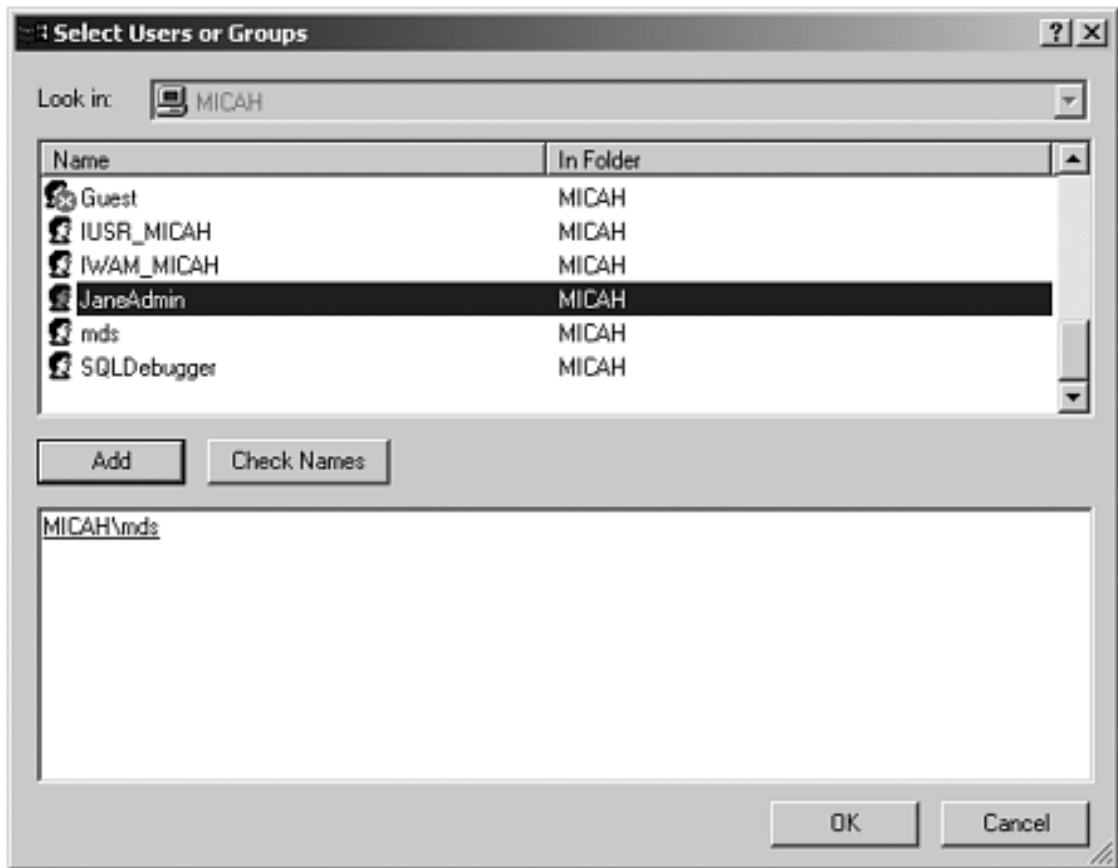 Select Users or Groups
Look in: MICAH
Name In Folder
Guest MICAH
IUSR_MICAH MICAH
IWAM_MICAH MICAH
JaneAdmin MICAH
mds MICAH
SQLDebugger MICAH
Add Check Names
MICAH\mds
OK Cancel